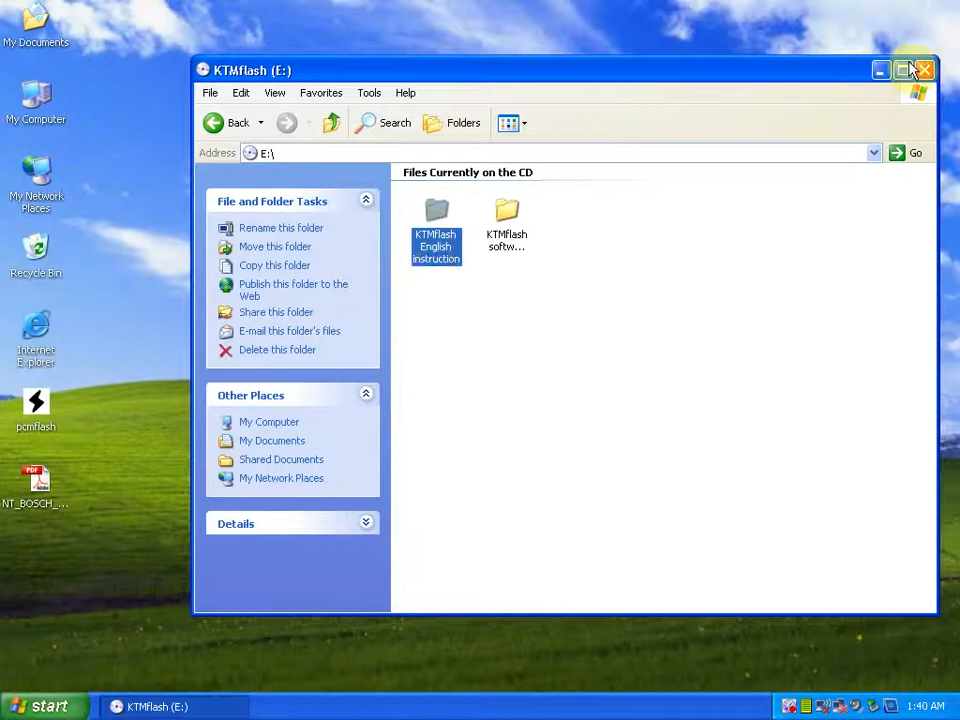 My Documents
My Computer
My Network
Places
Recycle Bin
Internet
Explorer
pcmflash
PDF
Adobe
NT_BOSCH_...
KTMflash (E:)
File Edit View Favorites Tools Help
Back Search Folders
Address E:\ Go
File and Folder Tasks
Rename this folder
Move this folder
Copy this folder
Publish this folder to the
Web
Share this folder
E-mail this folder's files
Delete this folder
Other Places
My Computer
My Documents
Shared Documents
My Network Places
Details
Files Currently on the CD
KTMflash
English
instruction
KTMflash
softw...
start KTMflash (E:) 1:40 AM